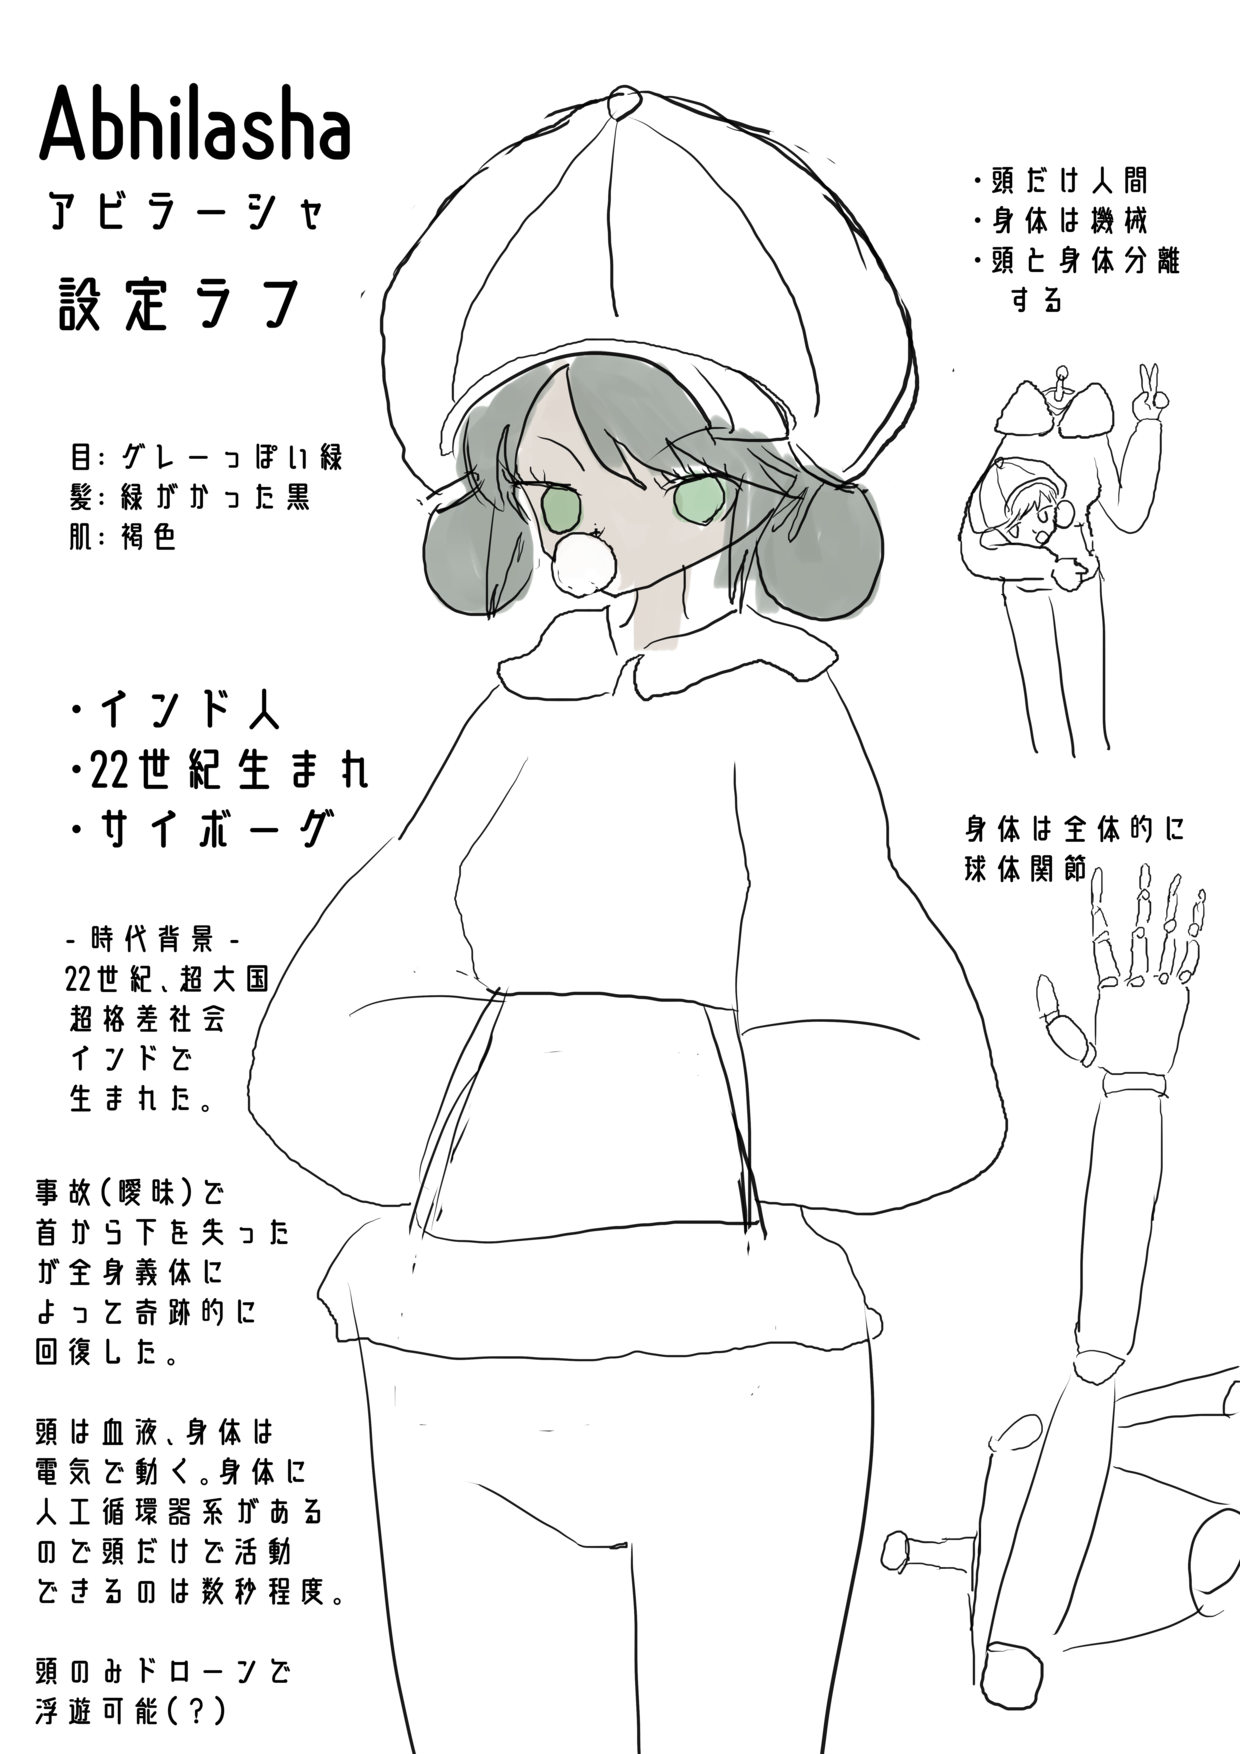 Abhilasha
アビラーシャ
設定ラフ
目:グレーっぽい緑
髪:緑がかった黒
肌:褐色
・インド人
・22世紀生まれ
・サイボーグ
- 時代背景 -
22世紀、超大国
超格差社会
インドで
生まれた。
事故(曖昧)で
首から下を失った
が全身義体に
よって奇跡的に
回復した。
頭は血液、身体は
電気で動く。身体に
人工循環器系がある
ので頭だけで活動
できるのは数秒程度。
頭のみドローンで
浮遊可能(?)
・頭だけ人間
・身体は機械
・頭と身体分離
する
身体は全体的に
球体関節